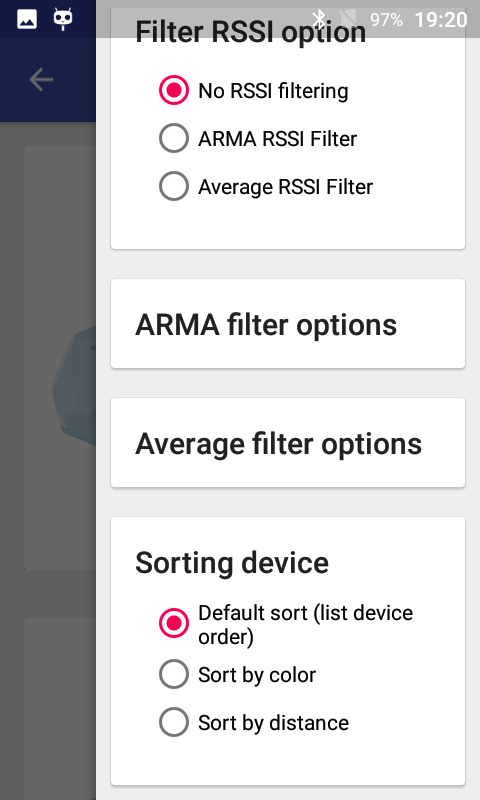 97% 19:20
Filter RSSI option
No RSSI filtering
ARMA RSSI Filter
Average RSSI Filter
ARMA filter options
Average filter options
Sorting device
Default sort (list device
order)
Sort by color
Sort by distance